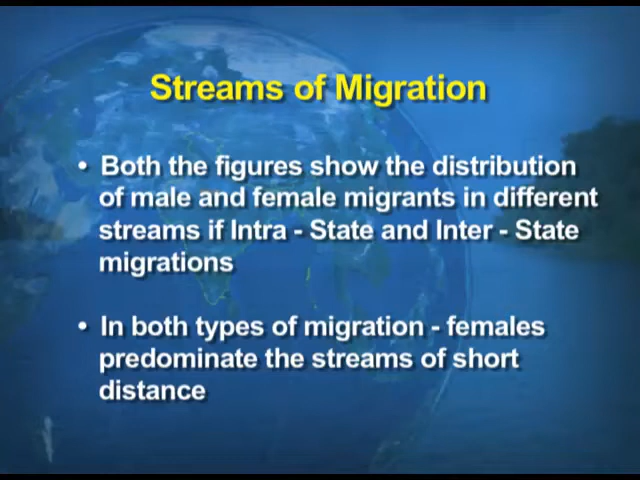 Streams of Migration
• Both the figures show the distribution
of male and female migrants in different
streams if Intra - State and Inter - State
migrations
• In both types of migration - females
predominate the streams of short
distance